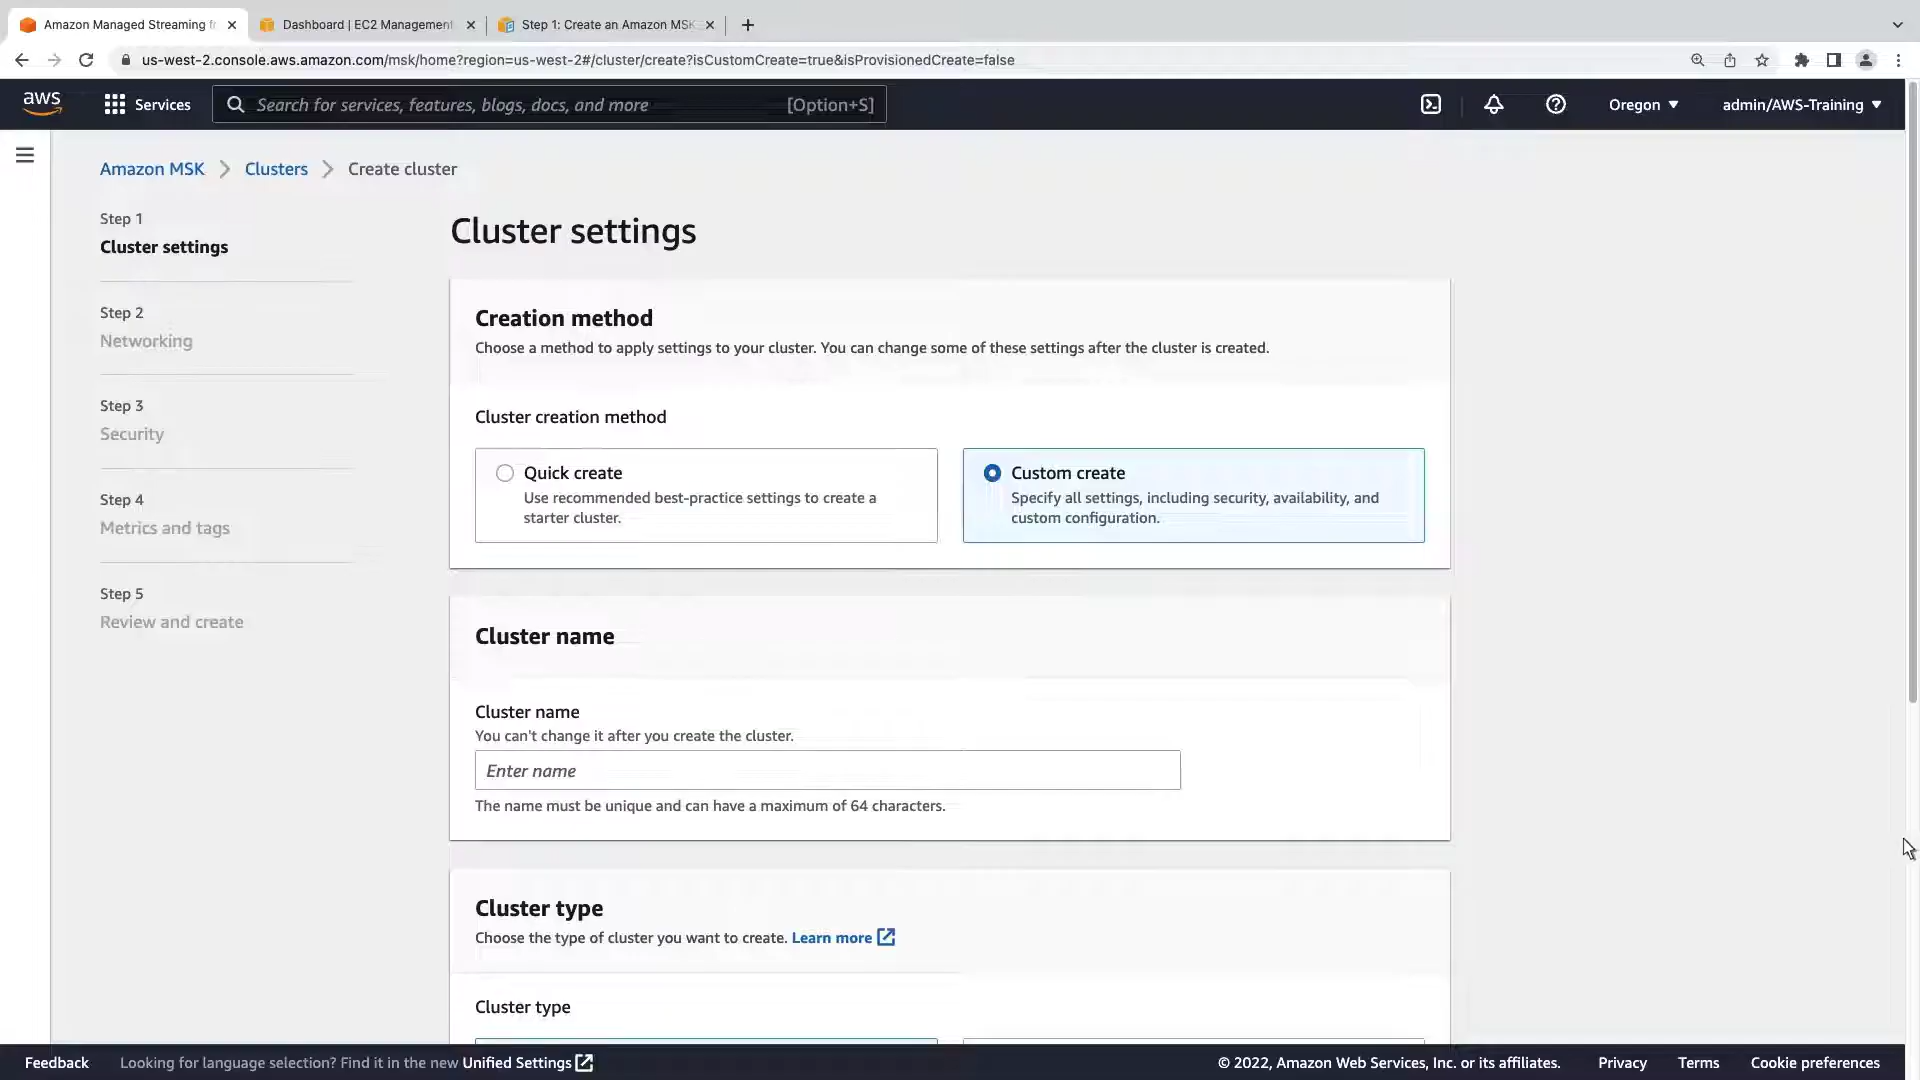 Amazon Managed Streaming f
Dashboard | EC2 Management
Step 1: Create an Amazon MSK
us-west-2.console.aws.amazon.com/msk/home?region=us-west-2#/cluster/create?isCustomCreate=true&isProvisionedCreate=false
aws
Services
Search for services, features, blogs, docs, and more
[Option+S]
Oregon
admin/AWS-Training
Amazon MSK
Clusters
Create cluster
Step 1
Cluster settings
Step 2
Networking
Step 3
Security
Step 4
Metrics and tags
Step 5
Review and create
Cluster settings
Creation method
Choose a method to apply settings to your cluster. You can change some of these settings after the cluster is created.
Cluster creation method
Quick create
Use recommended best-practice settings to create a
starter cluster.
Custom create
Specify all settings, including security, availability, and
custom configuration.
Cluster name
Cluster name
You can't change it after you create the cluster.
Enter name
The name must be unique and can have a maximum of 64 characters.
Cluster type
Choose the type of cluster you want to create. Learn more
Cluster type
Feedback
Looking for language selection? Find it in the new Unified Settings
© 2022, Amazon Web Services, Inc. or its affiliates.
Privacy
Terms
Cookie preferences